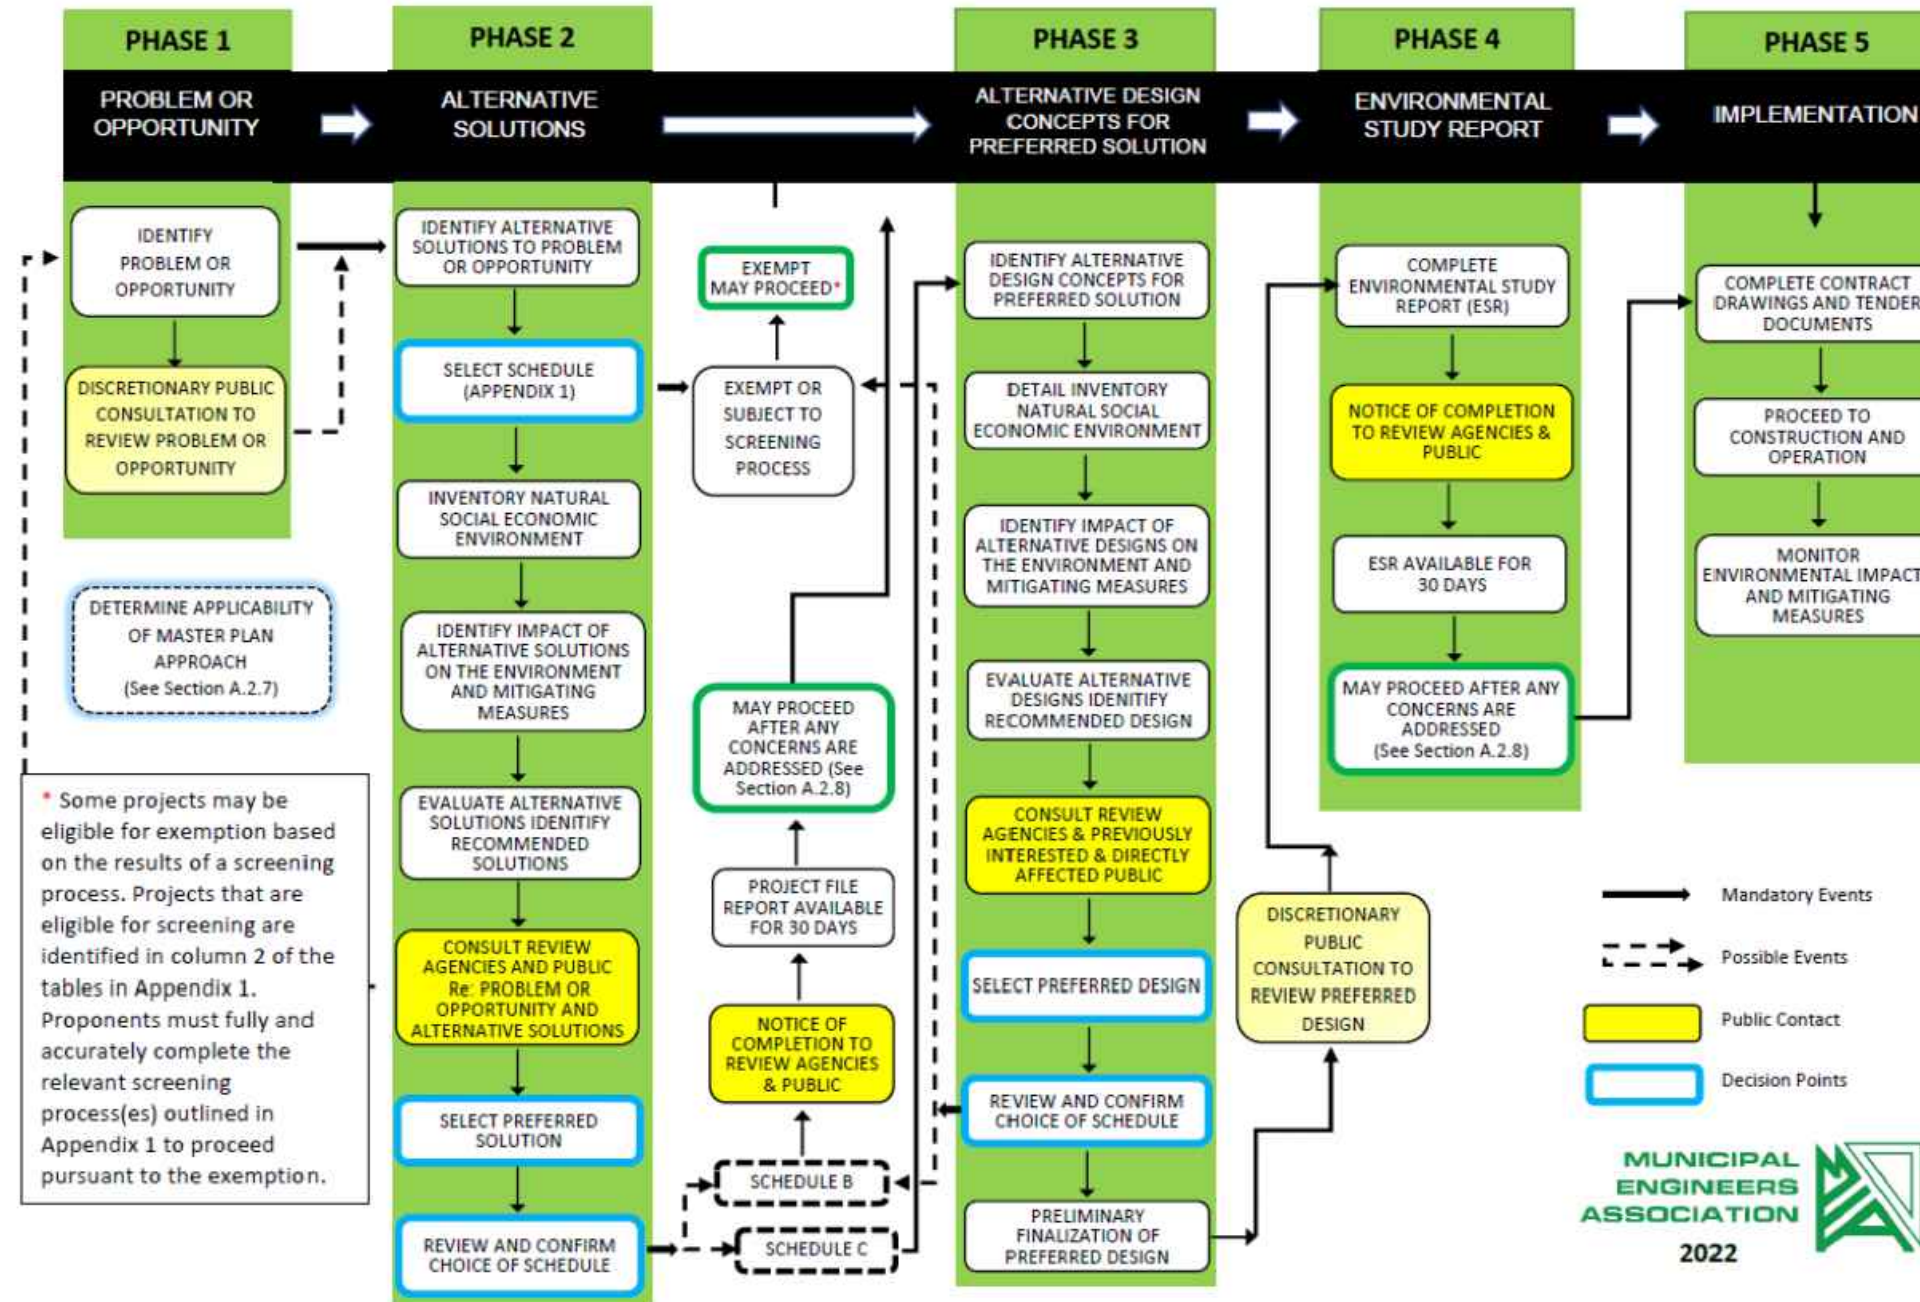 PHASE 1
PROBLEM OR
OPPORTUNITY
IDENTIFY
PROBLEM OR
OPPORTUNITY
DISCRETIONARY PUBLIC
CONSULTATION TO
REVIEW PROBLEM OR
OPPORTUNITY
DETERMINE APPLICABILITY
OF MASTER PLAN
APPROACH
(See Section A.2.7)
* Some projects may be
eligible for exemption based
on the results of a screening
process. Projects that are
eligible for screening are
identified in column 2 of the
tables in Appendix 1.
Proponents must fully and
accurately complete the
relevant screening
process(es) outlined in
Appendix 1 to proceed
pursuant to the exemption.
PHASE 2
ALTERNATIVE
SOLUTIONS
IDENTIFY ALTERNATIVE
SOLUTIONS TO PROBLEM
OR OPPORTUNITY
SELECT SCHEDULE
(APPENDIX 1)
INVENTORY NATURAL
SOCIAL ECONOMIC
ENVIRONMENT
IDENTIFY IMPACT OF
ALTERNATIVE SOLUTIONS
ON THE ENVIRONMENT
AND MITIGATING
MEASURES
EVALUATE ALTERNATIVE
SOLUTIONS IDENITIFY
RECOMMENDED
SOLUTIONS
CONSULT REVIEW
AGENCIES AND PUBLIC
Re: PROBLEM OR
OPPORTUNITY AND
ALTERNATIVE SOLUTIONS
SELECT PREFERRED
SOLUTION
REVIEW AND CONFIRM
CHOICE OF SCHEDULE
EXEMPT
MAY PROCEED*
EXEMPT OR
SUBJECT TO
SCREENING
PROCESS
MAY PROCEED
AFTER ANY
CONCERNS ARE
ADDRESSED (See
Section A.2.8)
PROJECT FILE
REPORT AVAILABLE
FOR 30 DAYS
NOTICE OF
COMPLETION TO
REVIEW AGENCIES
& PUBLIC
SCHEDULE B
SCHEDULE C
PHASE 3
ALTERNATIVE DESIGN
CONCEPTS FOR
PREFERRED SOLUTION
IDENTIFY ALTERNATIVE
DESIGN CONCEPTS FOR
PREFERRED SOLUTION
DETAIL INVENTORY
NATURAL SOCIAL
ECONOMIC ENVIRONMENT
IDENTIFY IMPACT OF
ALTERNATIVE DESIGNS ON
THE ENVIRONMENT AND
MITIGATING MEASURES
EVALUATE ALTERNATIVE
DESIGNS IDENITIFY
RECOMMENDED DESIGN
CONSULT REVIEW
AGENCIES & PREVIOUSLY
INTERESTED & DIRECTLY
AFFECTED PUBLIC
SELECT PREFERRED DESIGN
REVIEW AND CONFIRM
CHOICE OF SCHEDULE
PRELIMINARY
FINALIZATION OF
PREFERRED DESIGN
DISCRETIONARY
PUBLIC
CONSULTATION TO
REVIEW PREFERRED
DESIGN
PHASE 4
ENVIRONMENTAL
STUDY REPORT
COMPLETE
ENVIRONMENTAL STUDY
REPORT (ESR)
NOTICE OF COMPLETION
TO REVIEW AGENCIES &
PUBLIC
ESR AVAILABLE FOR
30 DAYS
MAY PROCEED AFTER ANY
CONCERNS ARE
ADDRESSED
(See Section A.2.8)
PHASE 5
IMPLEMENTATION
COMPLETE CONTRACT
DRAWINGS AND TENDER
DOCUMENTS
PROCEED TO
CONSTRUCTION AND
OPERATION
MONITOR
ENVIRONMENTAL IMPACT
AND MITIGATING
MEASURES
Mandatory Events
Possible Events
Public Contact
Decision Points
MUNICIPAL
ENGINEERS
ASSOCIATION
2022